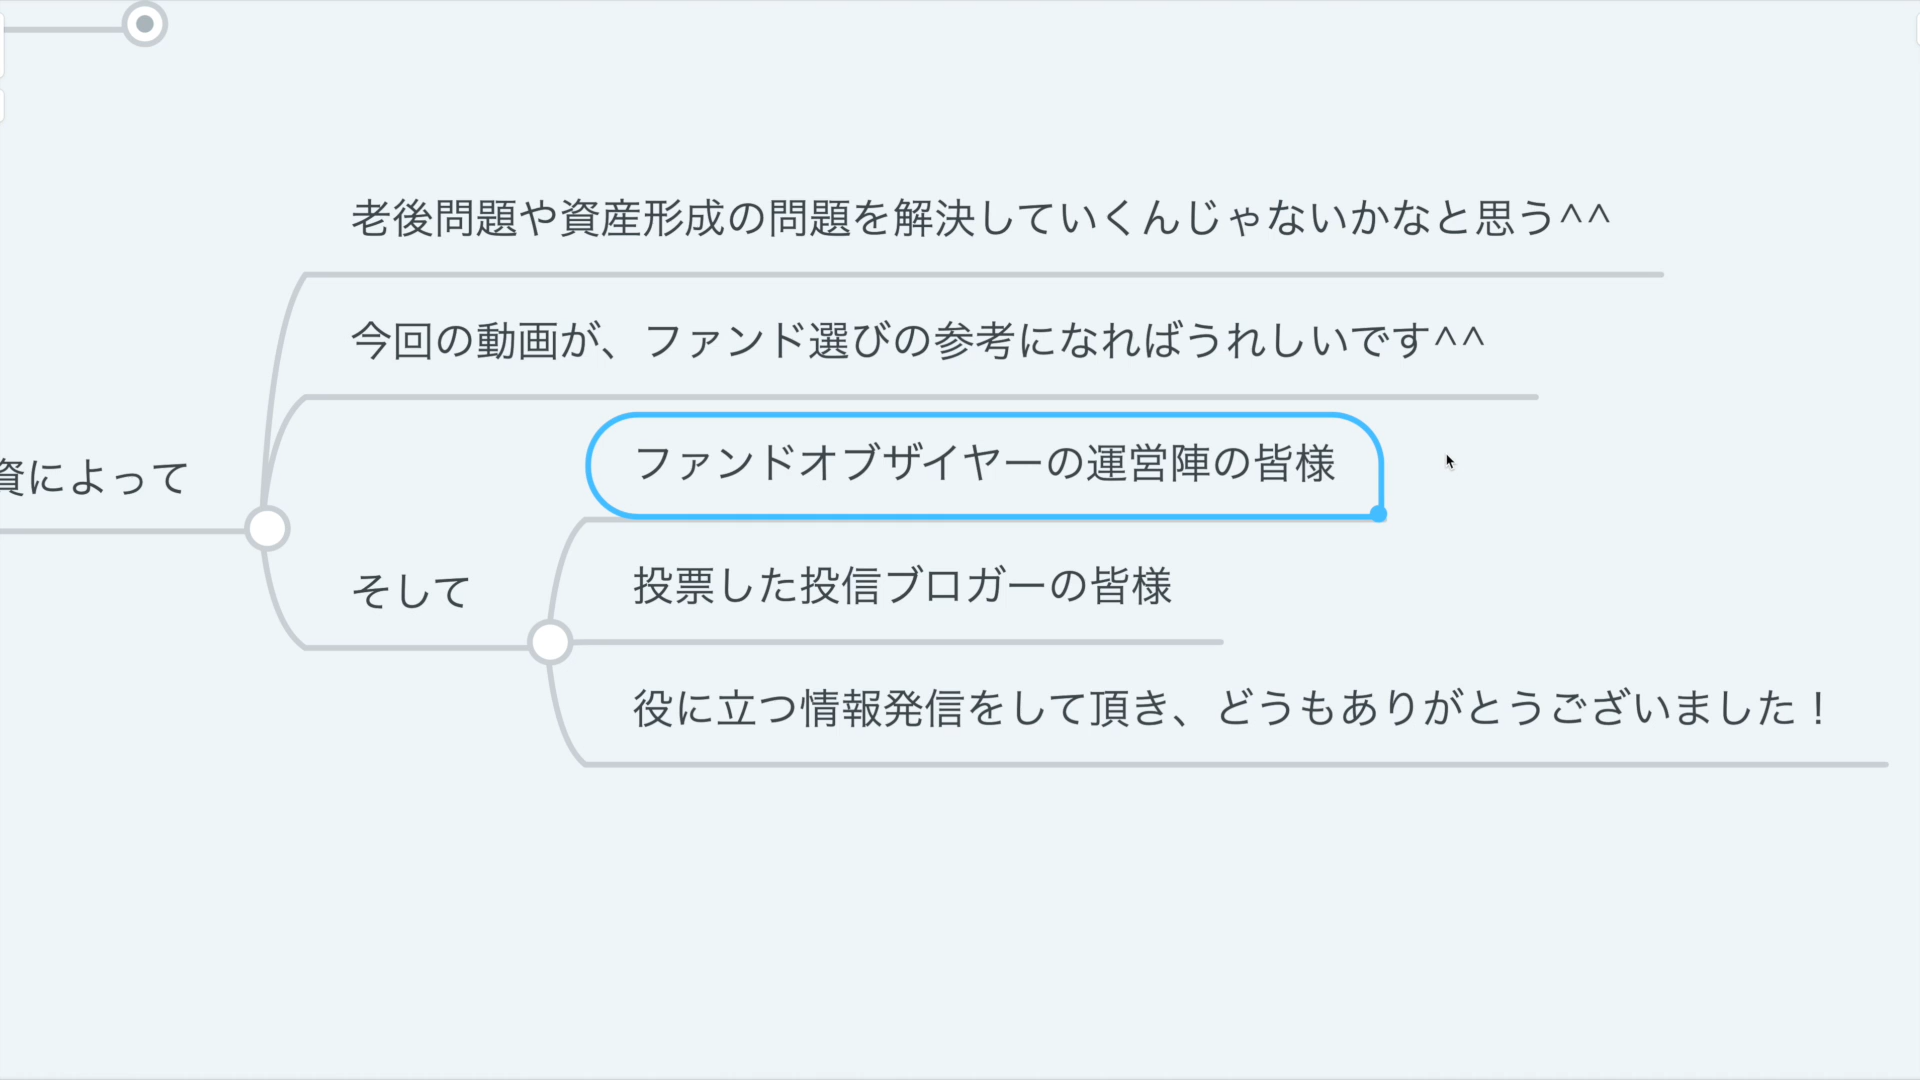 老後問題や資産形成の問題を解決していくんじゃないかなと思う^^
今回の動画が、ファンド選びの参考になればうれしいです^^
資によって
ファンドオブザイヤーの運営陣の皆様
そして
投票した投信ブロガーの皆様
役に立つ情報発信をして頂き、どうもありがとうございました！